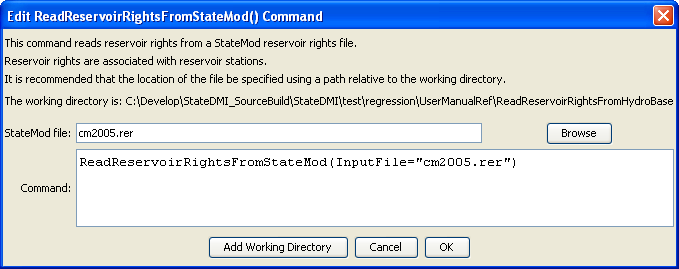 Edit ReadReservoirRightsFromStateMod() Command
This command reads reservoir rights from a StateMod reservoir rights file.
Reservoir rights are associated with reservoir stations.
It is recommended that the location of the file be specified using a path relative to the working directory.
The working directory is: C:\Develop\StateDMI_SourceBuild\StateDMI\test\regression\UserManualRef\ReadReservoirRightsFromHydroBase
StateMod file: cm2005.rer Browse
Command: ReadReservoirRightsFromStateMod(InputFile="cm2005.rer")
Add Working Directory Cancel OK